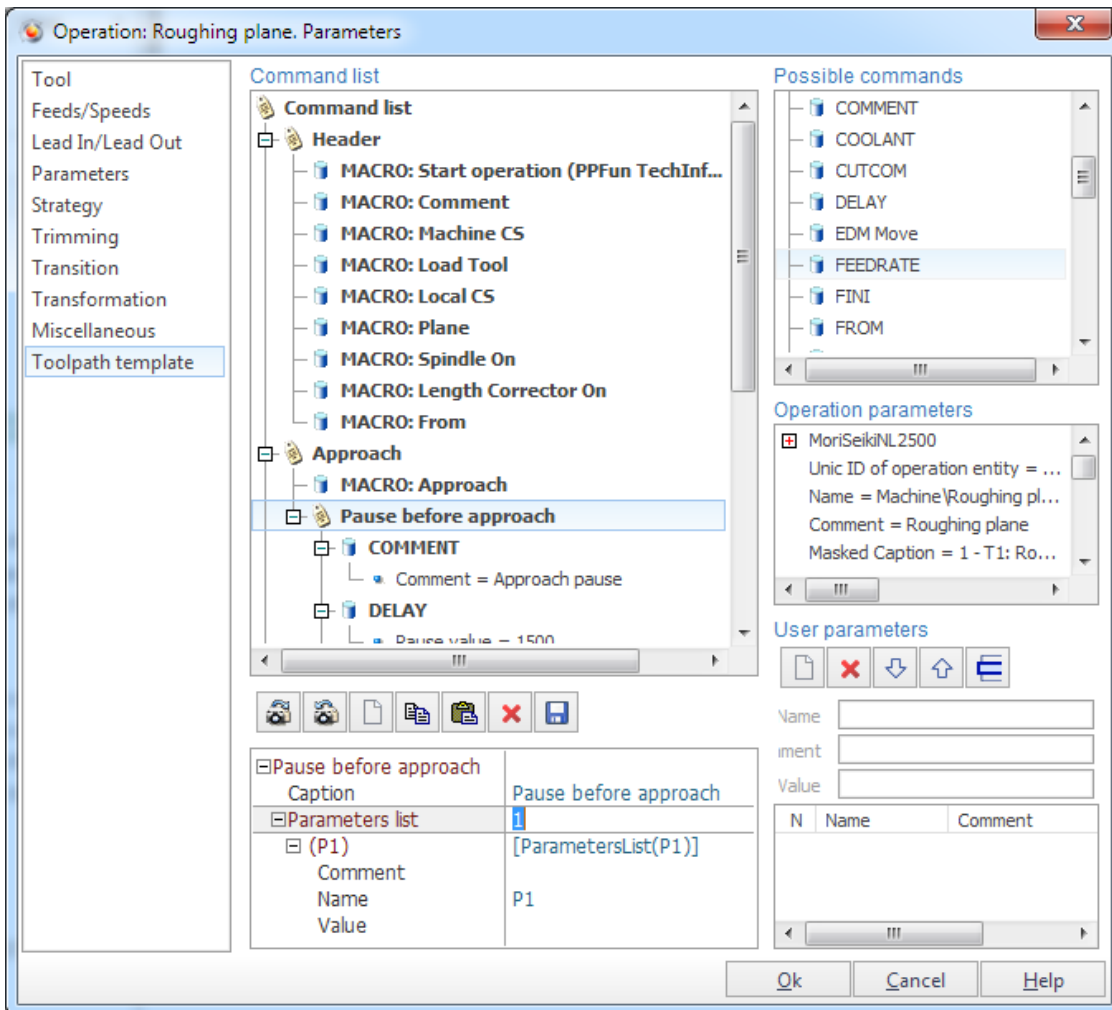 Operation: Roughing plane. Parameters
Tool
Feeds/Speeds
Lead In/Lead Out
Parameters
Strategy
Trimming
Transition
Transformation
Miscellaneous
Toolpath template
Command list
Command list
Header
MACRO: Start operation (PPFun TechInf...
MACRO: Comment
MACRO: Machine CS
MACRO: Load Tool
MACRO: Local CS
MACRO: Plane
MACRO: Spindle On
MACRO: Length Corrector On
MACRO: From
Approach
MACRO: Approach
Pause before approach
COMMENT
Comment = Approach pause
DELAY
Pause value = 1500
Pause before approach
Caption Pause before approach
Parameters list 1
(P1) [ParametersList(P1)]
Comment
Name P1
Value
Possible commands
COMMENT
COOLANT
CUTCOM
DELAY
EDM Move
FEEDRATE
FINI
FROM
Operation parameters
MoriSeikiNL2500
Unic ID of operation entity = ...
Name = Machine\Roughing pl...
Comment = Roughing plane
Masked Caption = 1 - T1: Ro...
User parameters
Name
mment
Value
N Name Comment
Ok Cancel Help